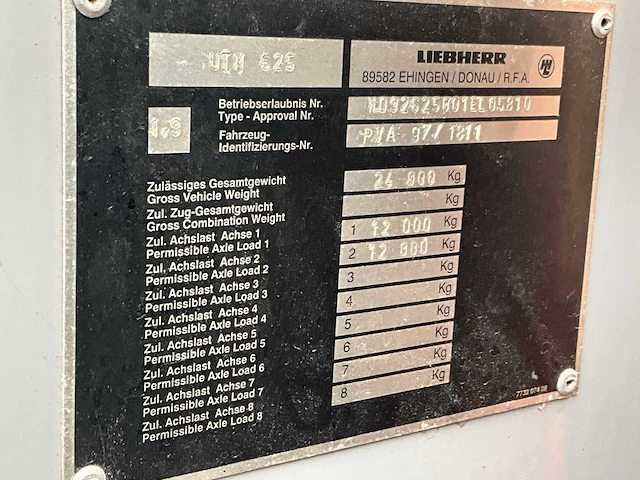 LIEBHERR
89582 EHINGEN / DONAU / R.F.A.
625
Betriebserlaubnis Nr.
Type - Approval Nr.
Fahrzeug-
Identifizierungs-Nr.
PVA 97/1811
Zulässiges Gesamtgewicht
Gross Vehicle Weight
24 000 Kg
Zul. Zug-Gesamtgewicht
Gross Combination Weight
Kg
Zul. Achslast Achse 1
Permissible Axle Load 1
1 12 000 Kg
Zul. Achslast Achse 2
Permissible Axle Load 2
2 12 000 Kg
Zul. Achslast Achse 3
Permissible Axle Load 3
3 Kg
Zul. Achslast Achse 4
Permissible Axle Load 4
4 Kg
Zul. Achslast Achse 5
Permissible Axle Load 5
5 Kg
Zul. Achslast Achse 6
Permissible Axle Load 6
6 Kg
Zul. Achslast Achse 7
Permissible Axle Load 7
7 Kg
Zul. Achslast Achse 8
Permissible Axle Load 8
8 Kg